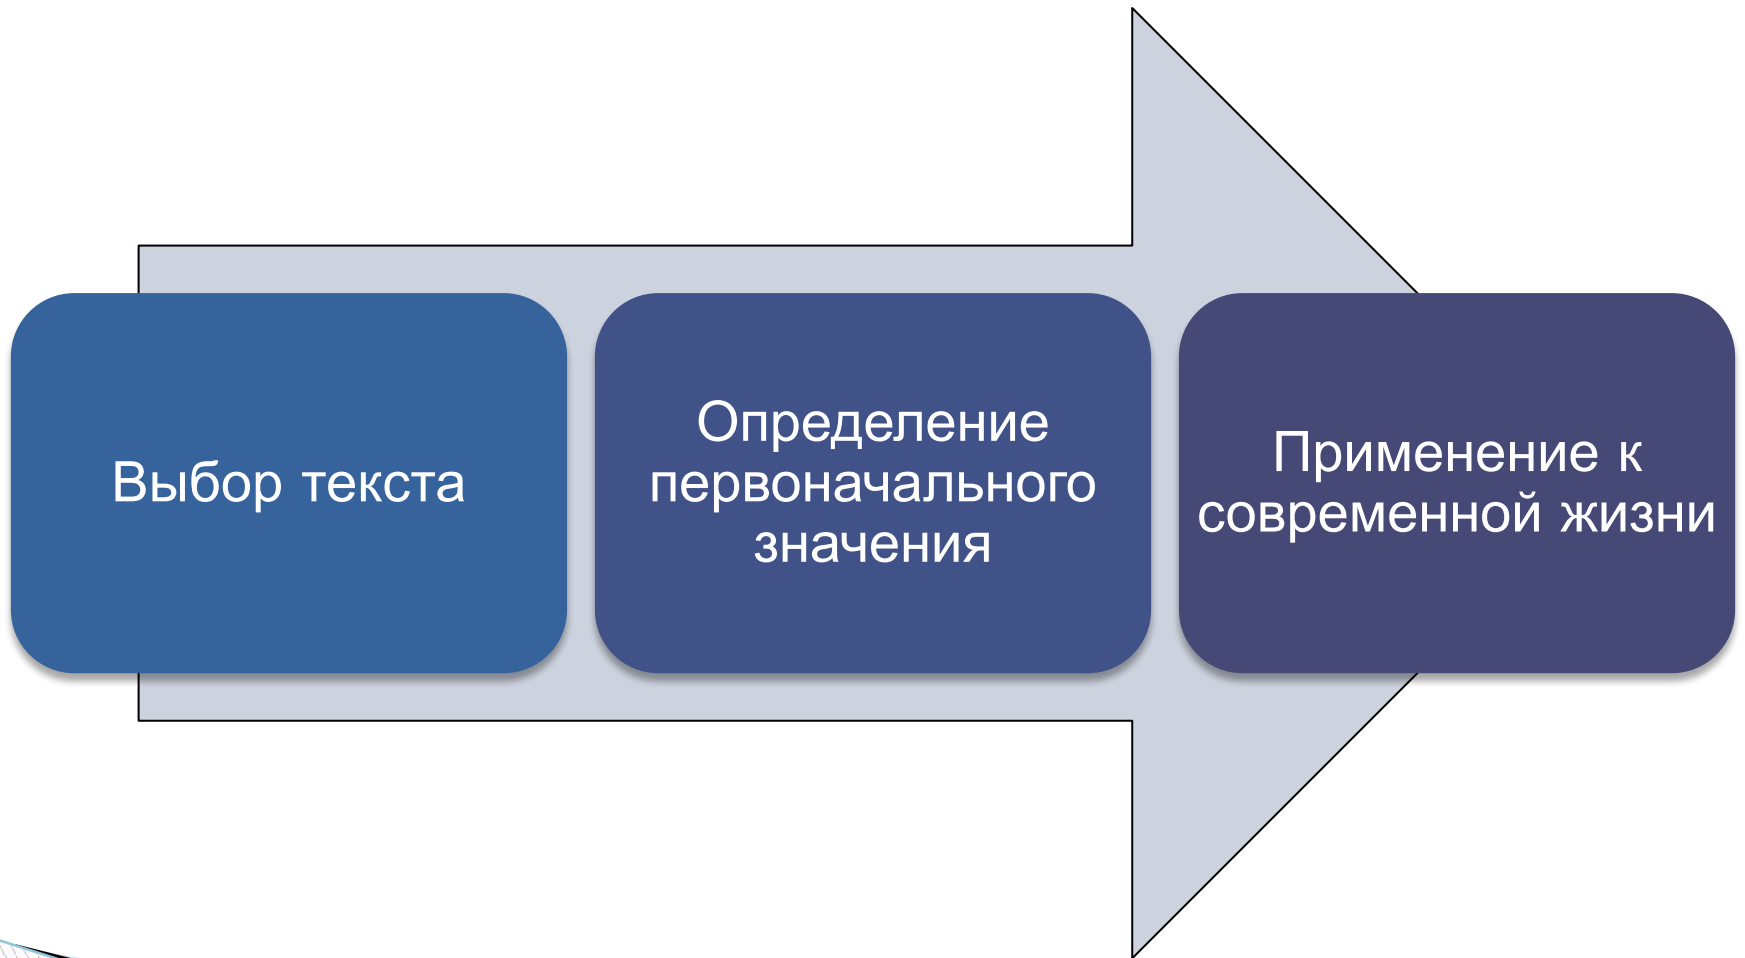 Выбор текста
Определение
первоначального
значения
Применение к
современной жизни